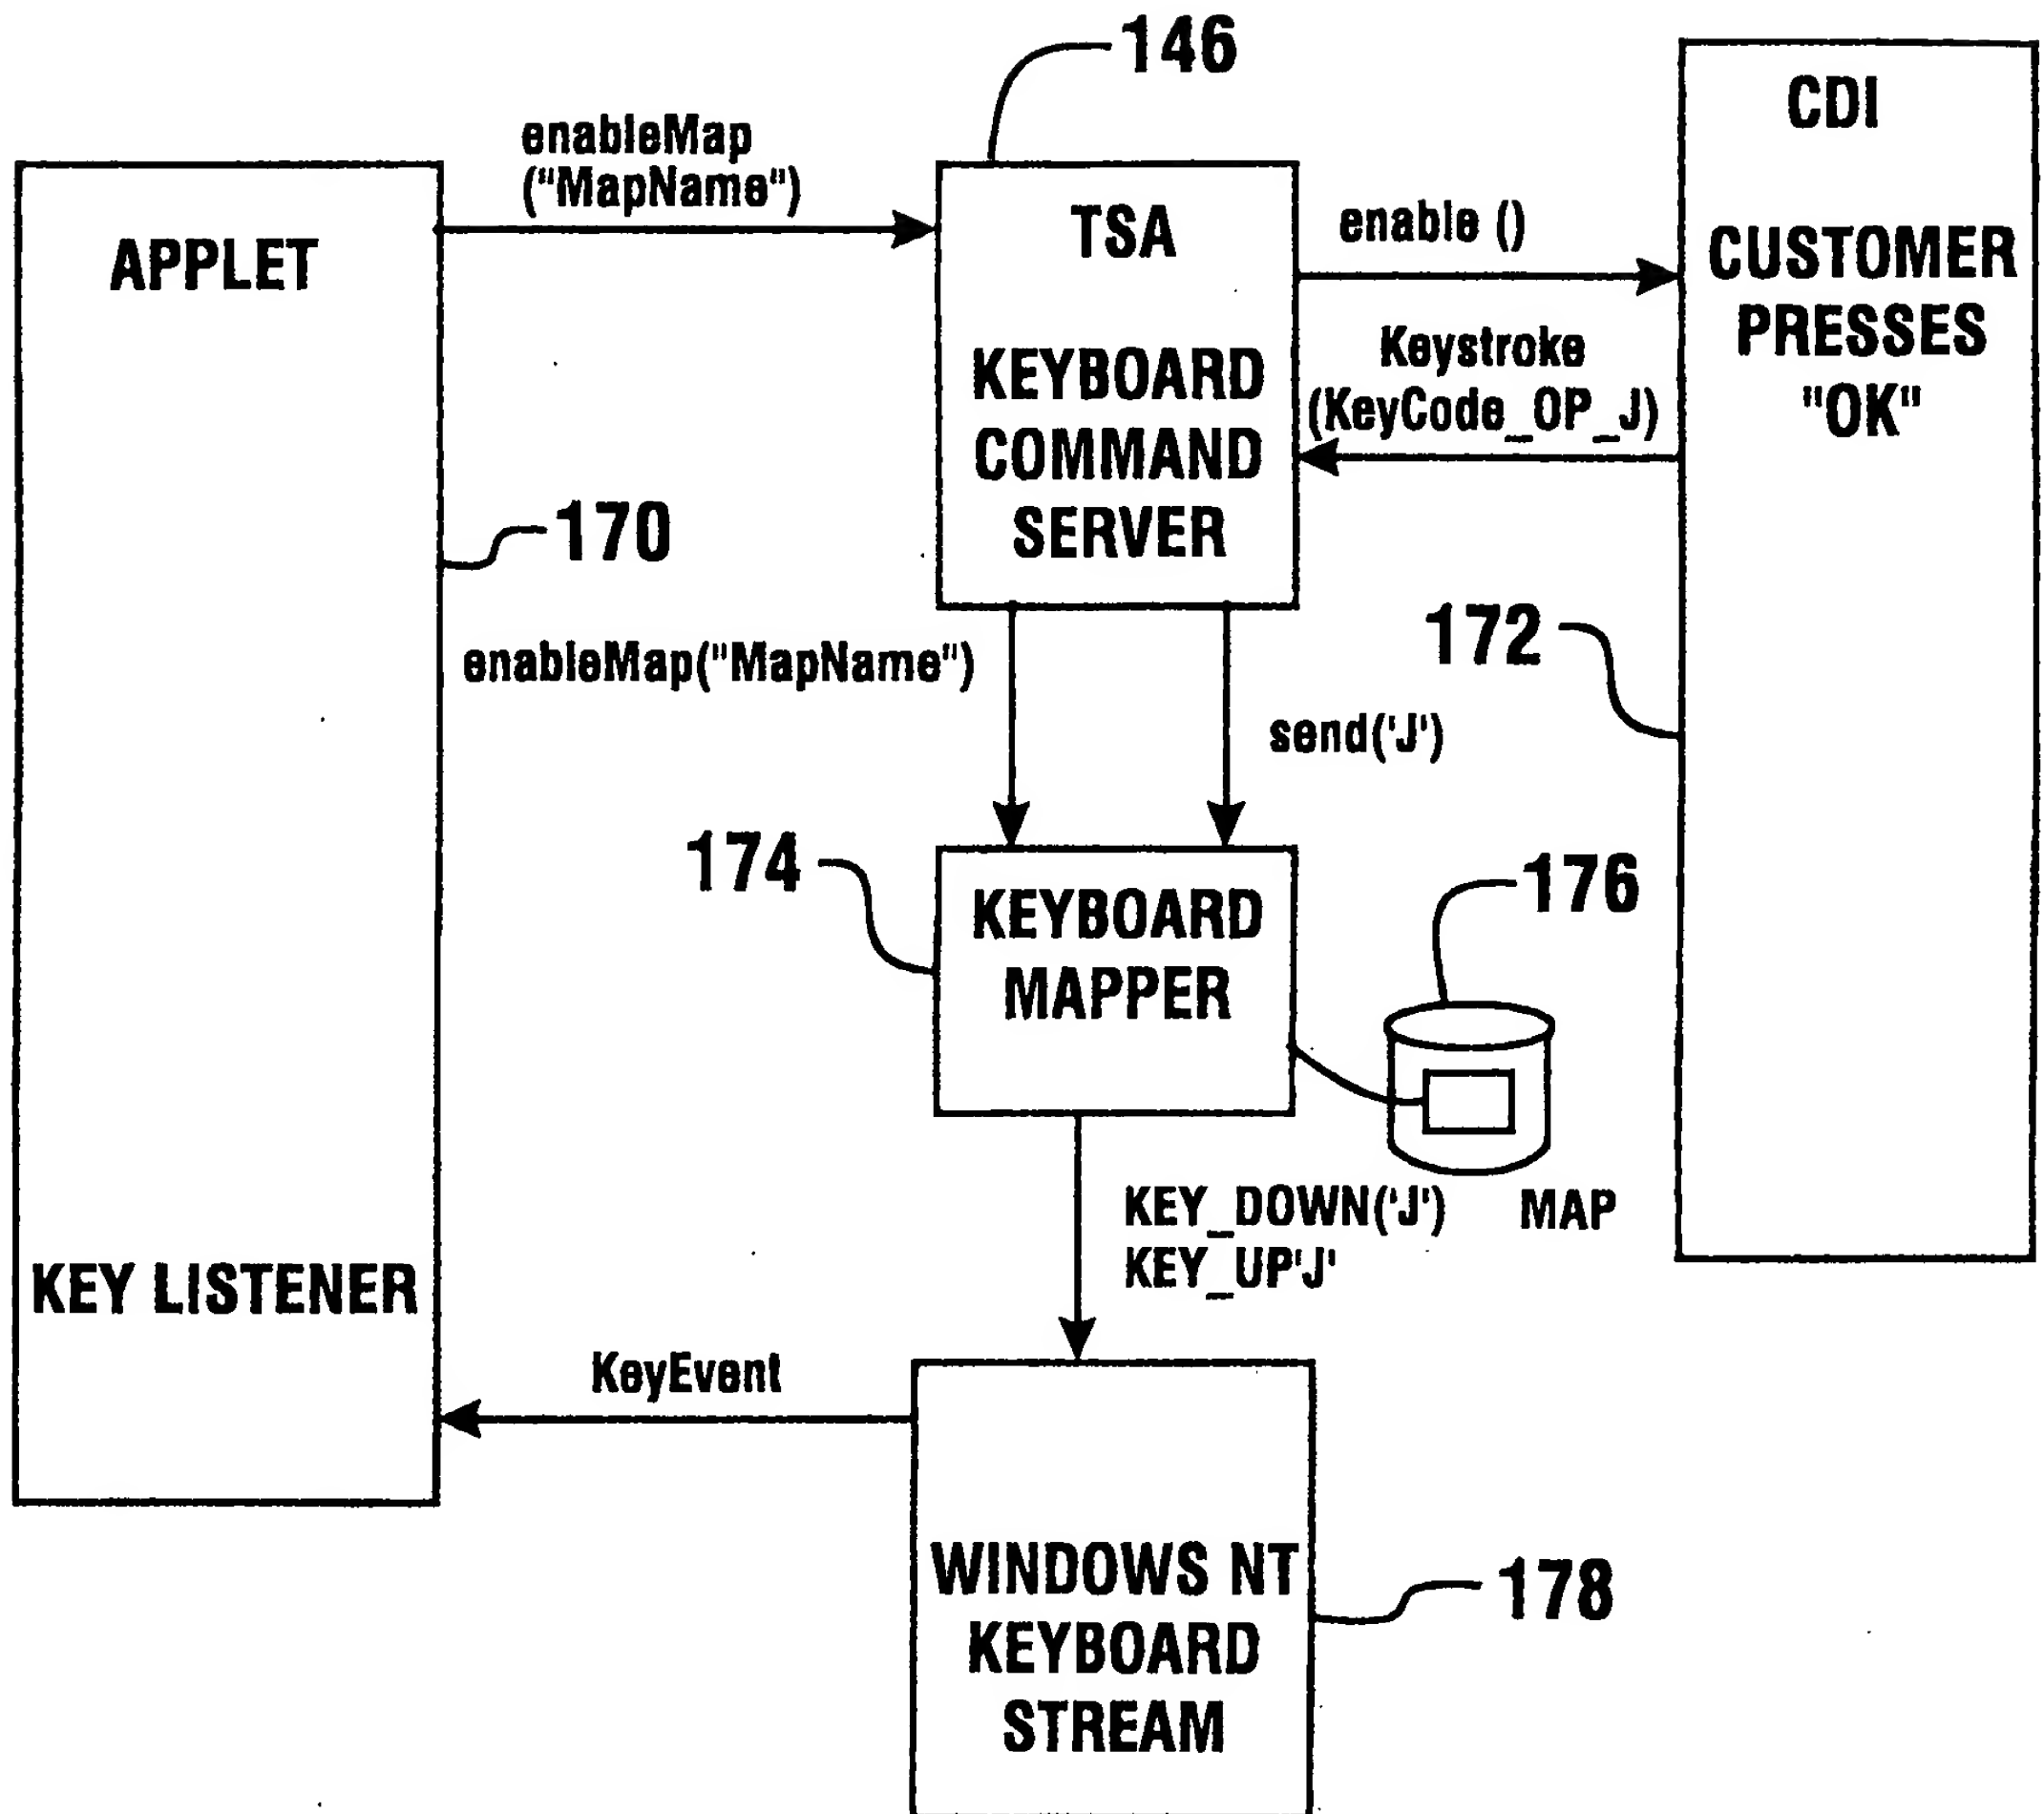 146
CDI
enableMap
("MapName")
APPLET
TSA
enable ()
CUSTOMER
PRESSES
"OK"
Keystroke
(KeyCode_OP_J)
KEYBOARD
COMMAND
SERVER
170
172
enableMap("MapName")
send('J')
174
176
KEYBOARD
MAPPER
KEY_DOWN('J')
KEY_UP'J'
MAP
KEY LISTENER
KeyEvent
WINDOWS NT
KEYBOARD
STREAM
178